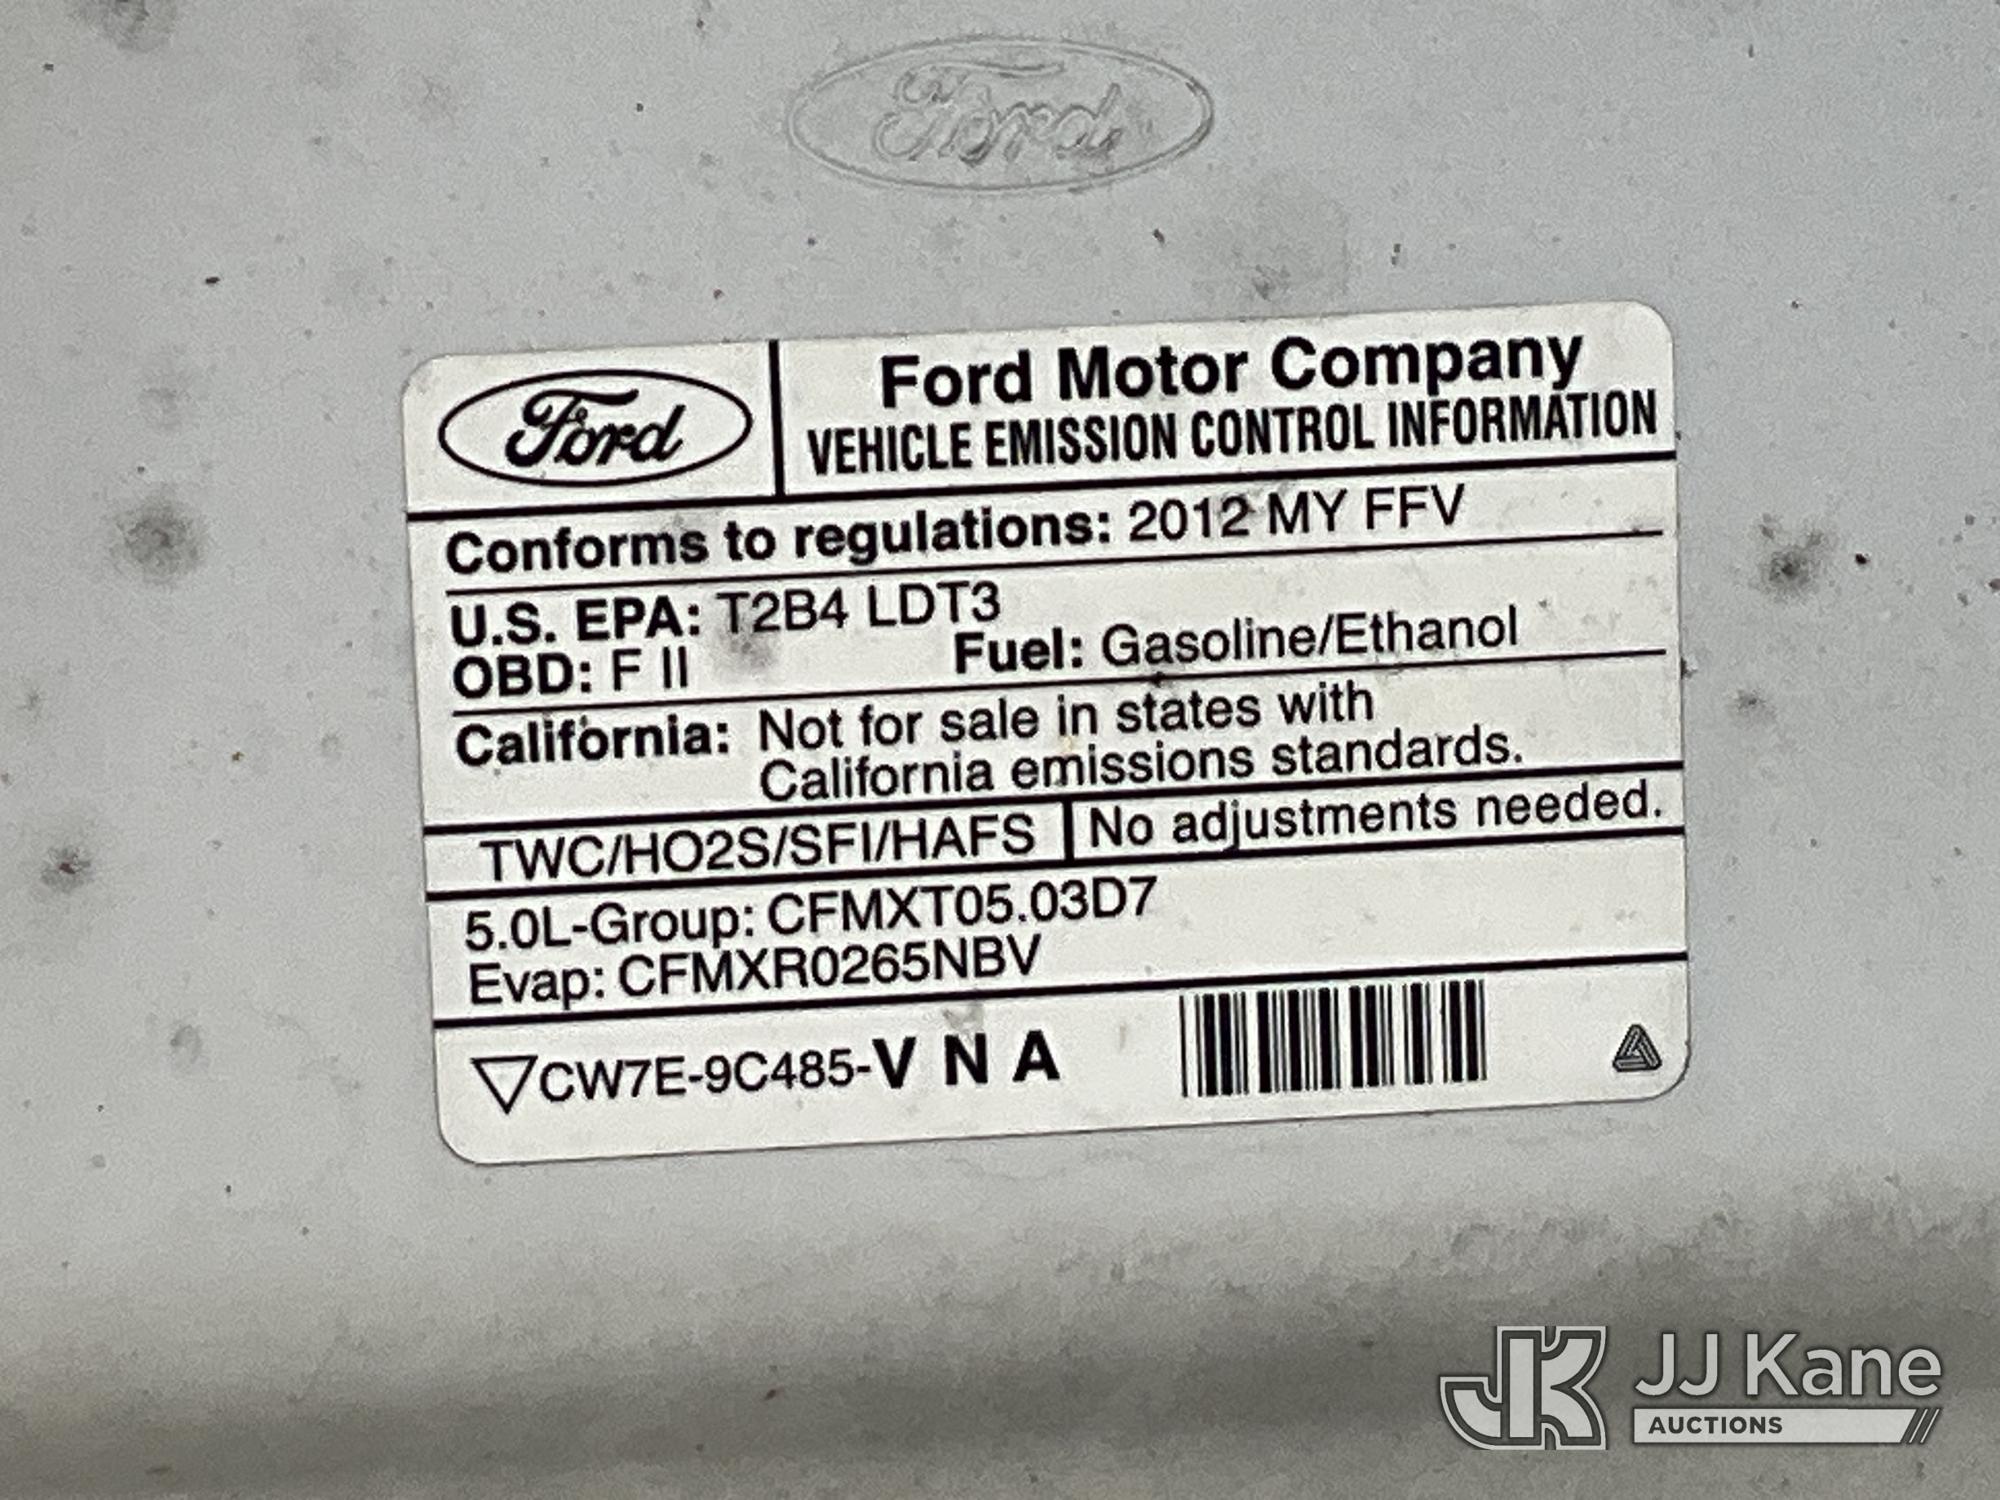 Ford
Ford
Ford Motor Company
VEHICLE EMISSION CONTROL INFORMATION
Conforms to regulations: 2012 MY FFV
U.S. EPA: T2B4 LDT3
OBD: F II Fuel: Gasoline/Ethanol
California: Not for sale in states with
California emissions standards.
TWC/HO2S/SFI/HAFS No adjustments needed.
5.0L-Group: CFMXT05.03D7
Evap: CFMXR0265NBV
CW7E-9C485-V N A
JK JJ Kane
AUCTIONS